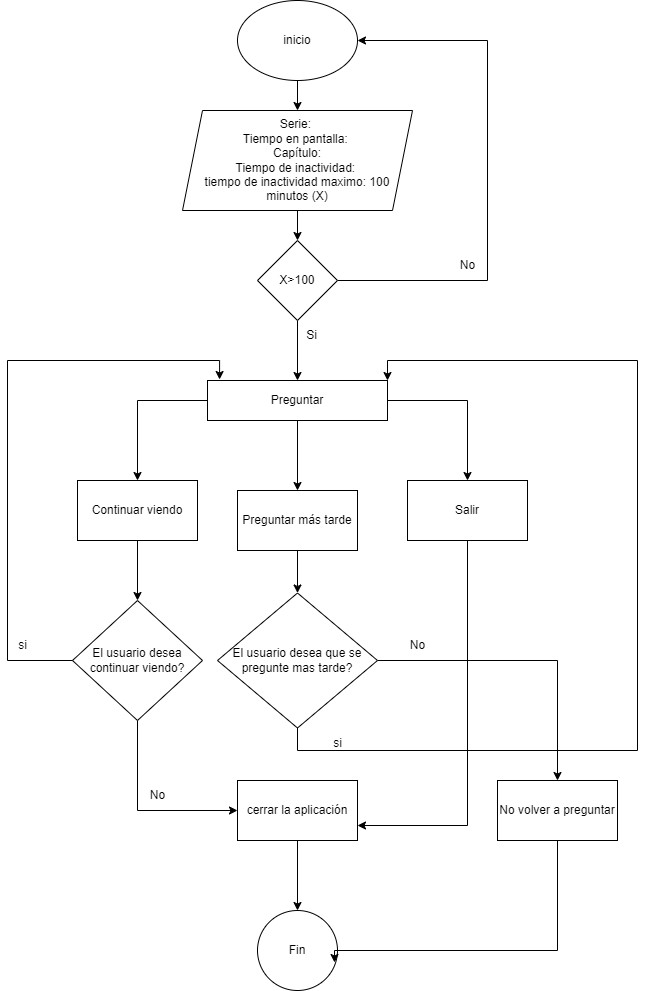 inicio
Serie:
Tiempo en pantalla:
Capítulo:
Tiempo de inactividad:
tiempo de inactividad maximo: 100
minutos (X)
No
X>100
Si
Preguntar
Continuar viendo
Preguntar más tarde
Salir
si
El usuario desea
continuar viendo?
El usuario desea que se
pregunte mas tarde?
No
si
No
cerrar la aplicación
No volver a preguntar
Fin